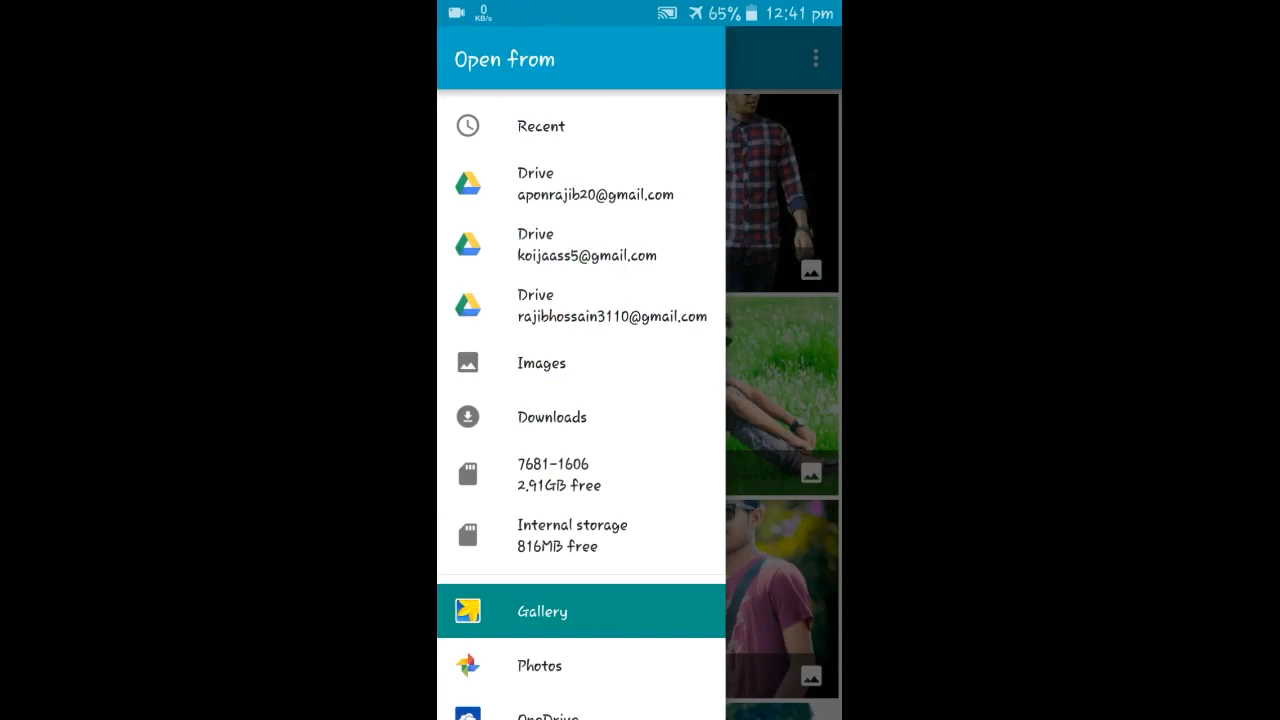 0
KB/s
65%
12:41 pm
Open from
Recent
Drive
aponrajib20@gmail.com
Drive
koijaass5@gmail.com
Drive
rajibhossain3110@gmail.com
Images
Downloads
7681-1606
2.91GB free
Internal storage
816MB free
Gallery
Photos
OneDrive